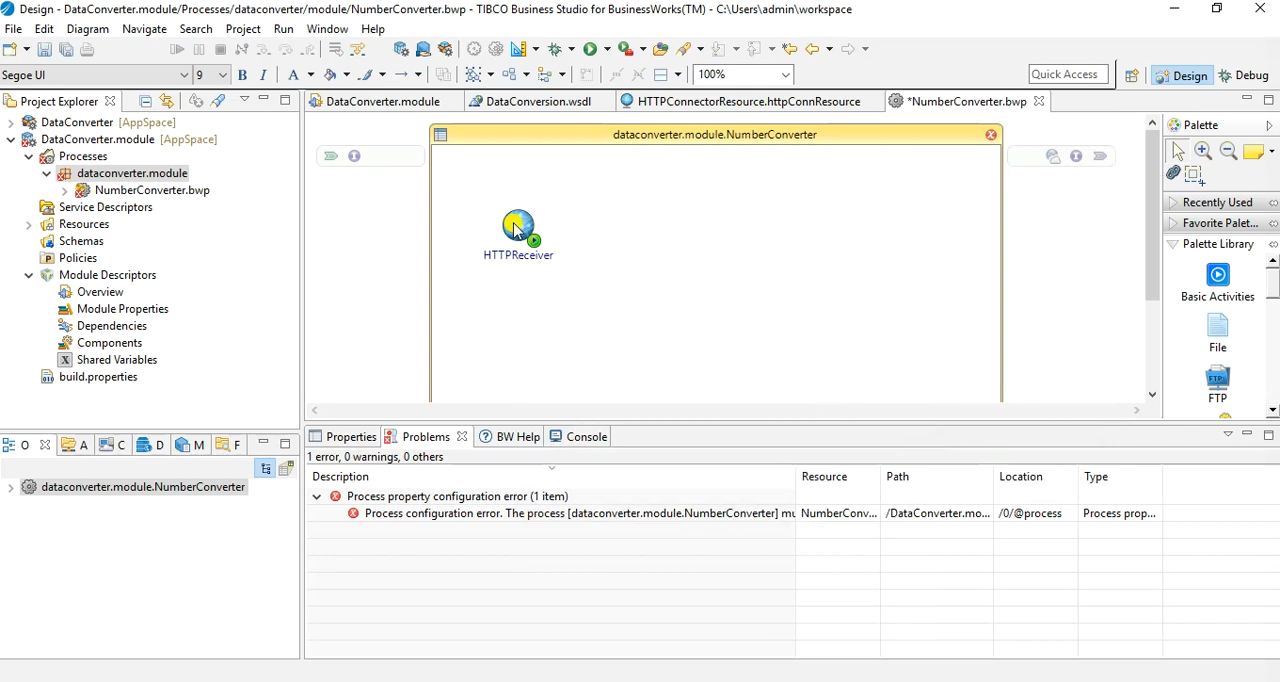 Design - DataConverter.module/Processes/dataconverter/module/NumberConverter.bwp - TIBCO Business Studio for BusinessWorks(TM) - C:\Users\admin\workspace
File Edit Diagram Navigate Search Project Run Window Help
Segoe UI 9 B I A 100% Quick Access Design Debug
Project Explorer
DataConverter [AppSpace]
DataConverter.module [AppSpace]
Processes
dataconverter.module
NumberConverter.bwp
Service Descriptors
Resources
Schemas
Policies
Module Descriptors
Overview
Module Properties
Dependencies
Components
Shared Variables
build.properties
O A C D M F
dataconverter.module.NumberConverter
DataConverter.module DataConversion.wsdl HTTPConnectorResource.httpConnResource *NumberConverter.bwp
dataconverter.module.NumberConverter
HTTPReceiver
Palette
Recently Used
Favorite Palet...
Palette Library
Basic Activities
File
FTP
FTP
Properties Problems BW Help Console
1 error, 0 warnings, 0 others
Description Resource Path Location Type
Process property configuration error (1 item)
Process configuration error. The process [dataconverter.module.NumberConverter] mu NumberConv... /DataConverter.mo... /0/@process Process prop...